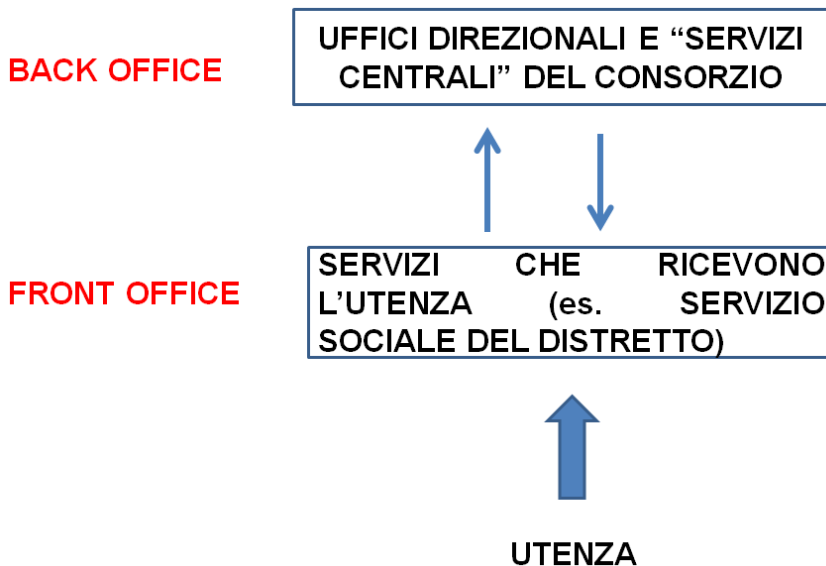 BACK OFFICE
UFFICI DIREZIONALI E “SERVIZI
CENTRALI” DEL CONSORZIO
FRONT OFFICE
SERVIZI CHE RICEVONO
L’UTENZA (es. SERVIZIO
SOCIALE DEL DISTRETTO)
UTENZA